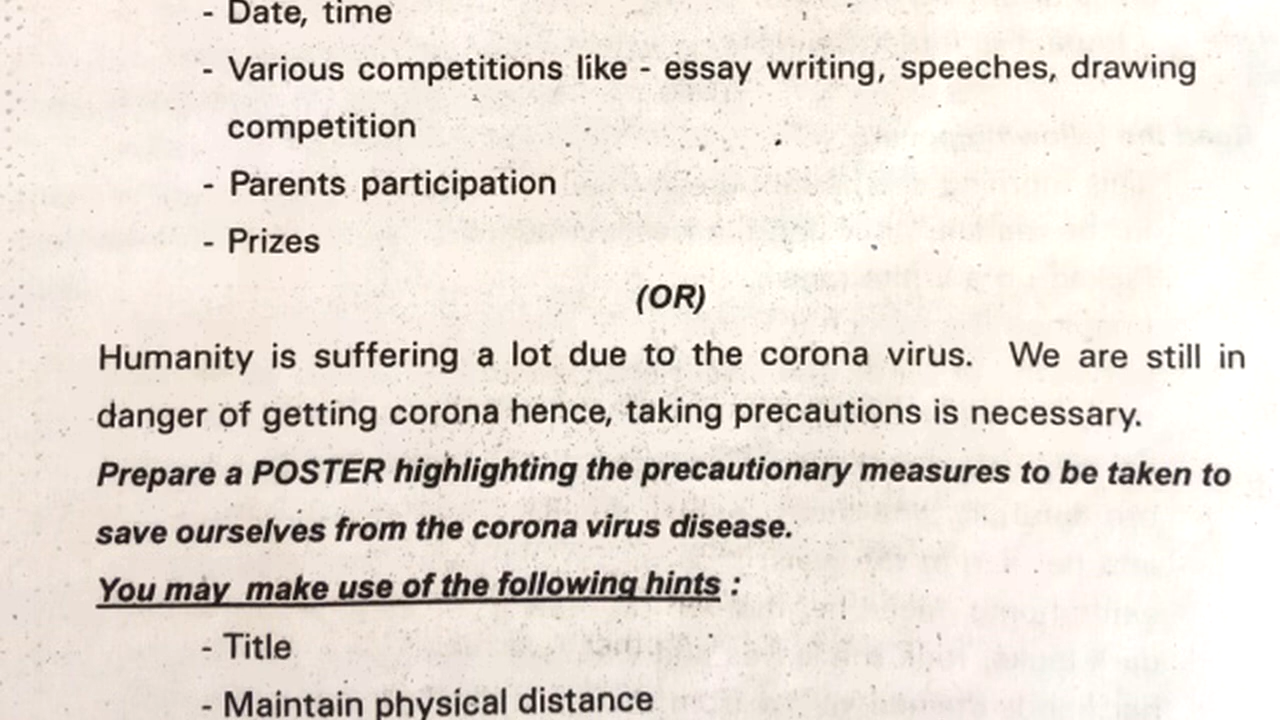 - Date, time
- Various competitions like - essay writing, speeches, drawing
competition
- Parents participation
- Prizes
(OR)
Humanity is suffering a lot due to the corona virus. We are still in
danger of getting corona hence, taking precautions is necessary.
Prepare a POSTER highlighting the precautionary measures to be taken to
save ourselves from the corona virus disease.
You may make use of the following hints :
- Title
- Maintain physical distance